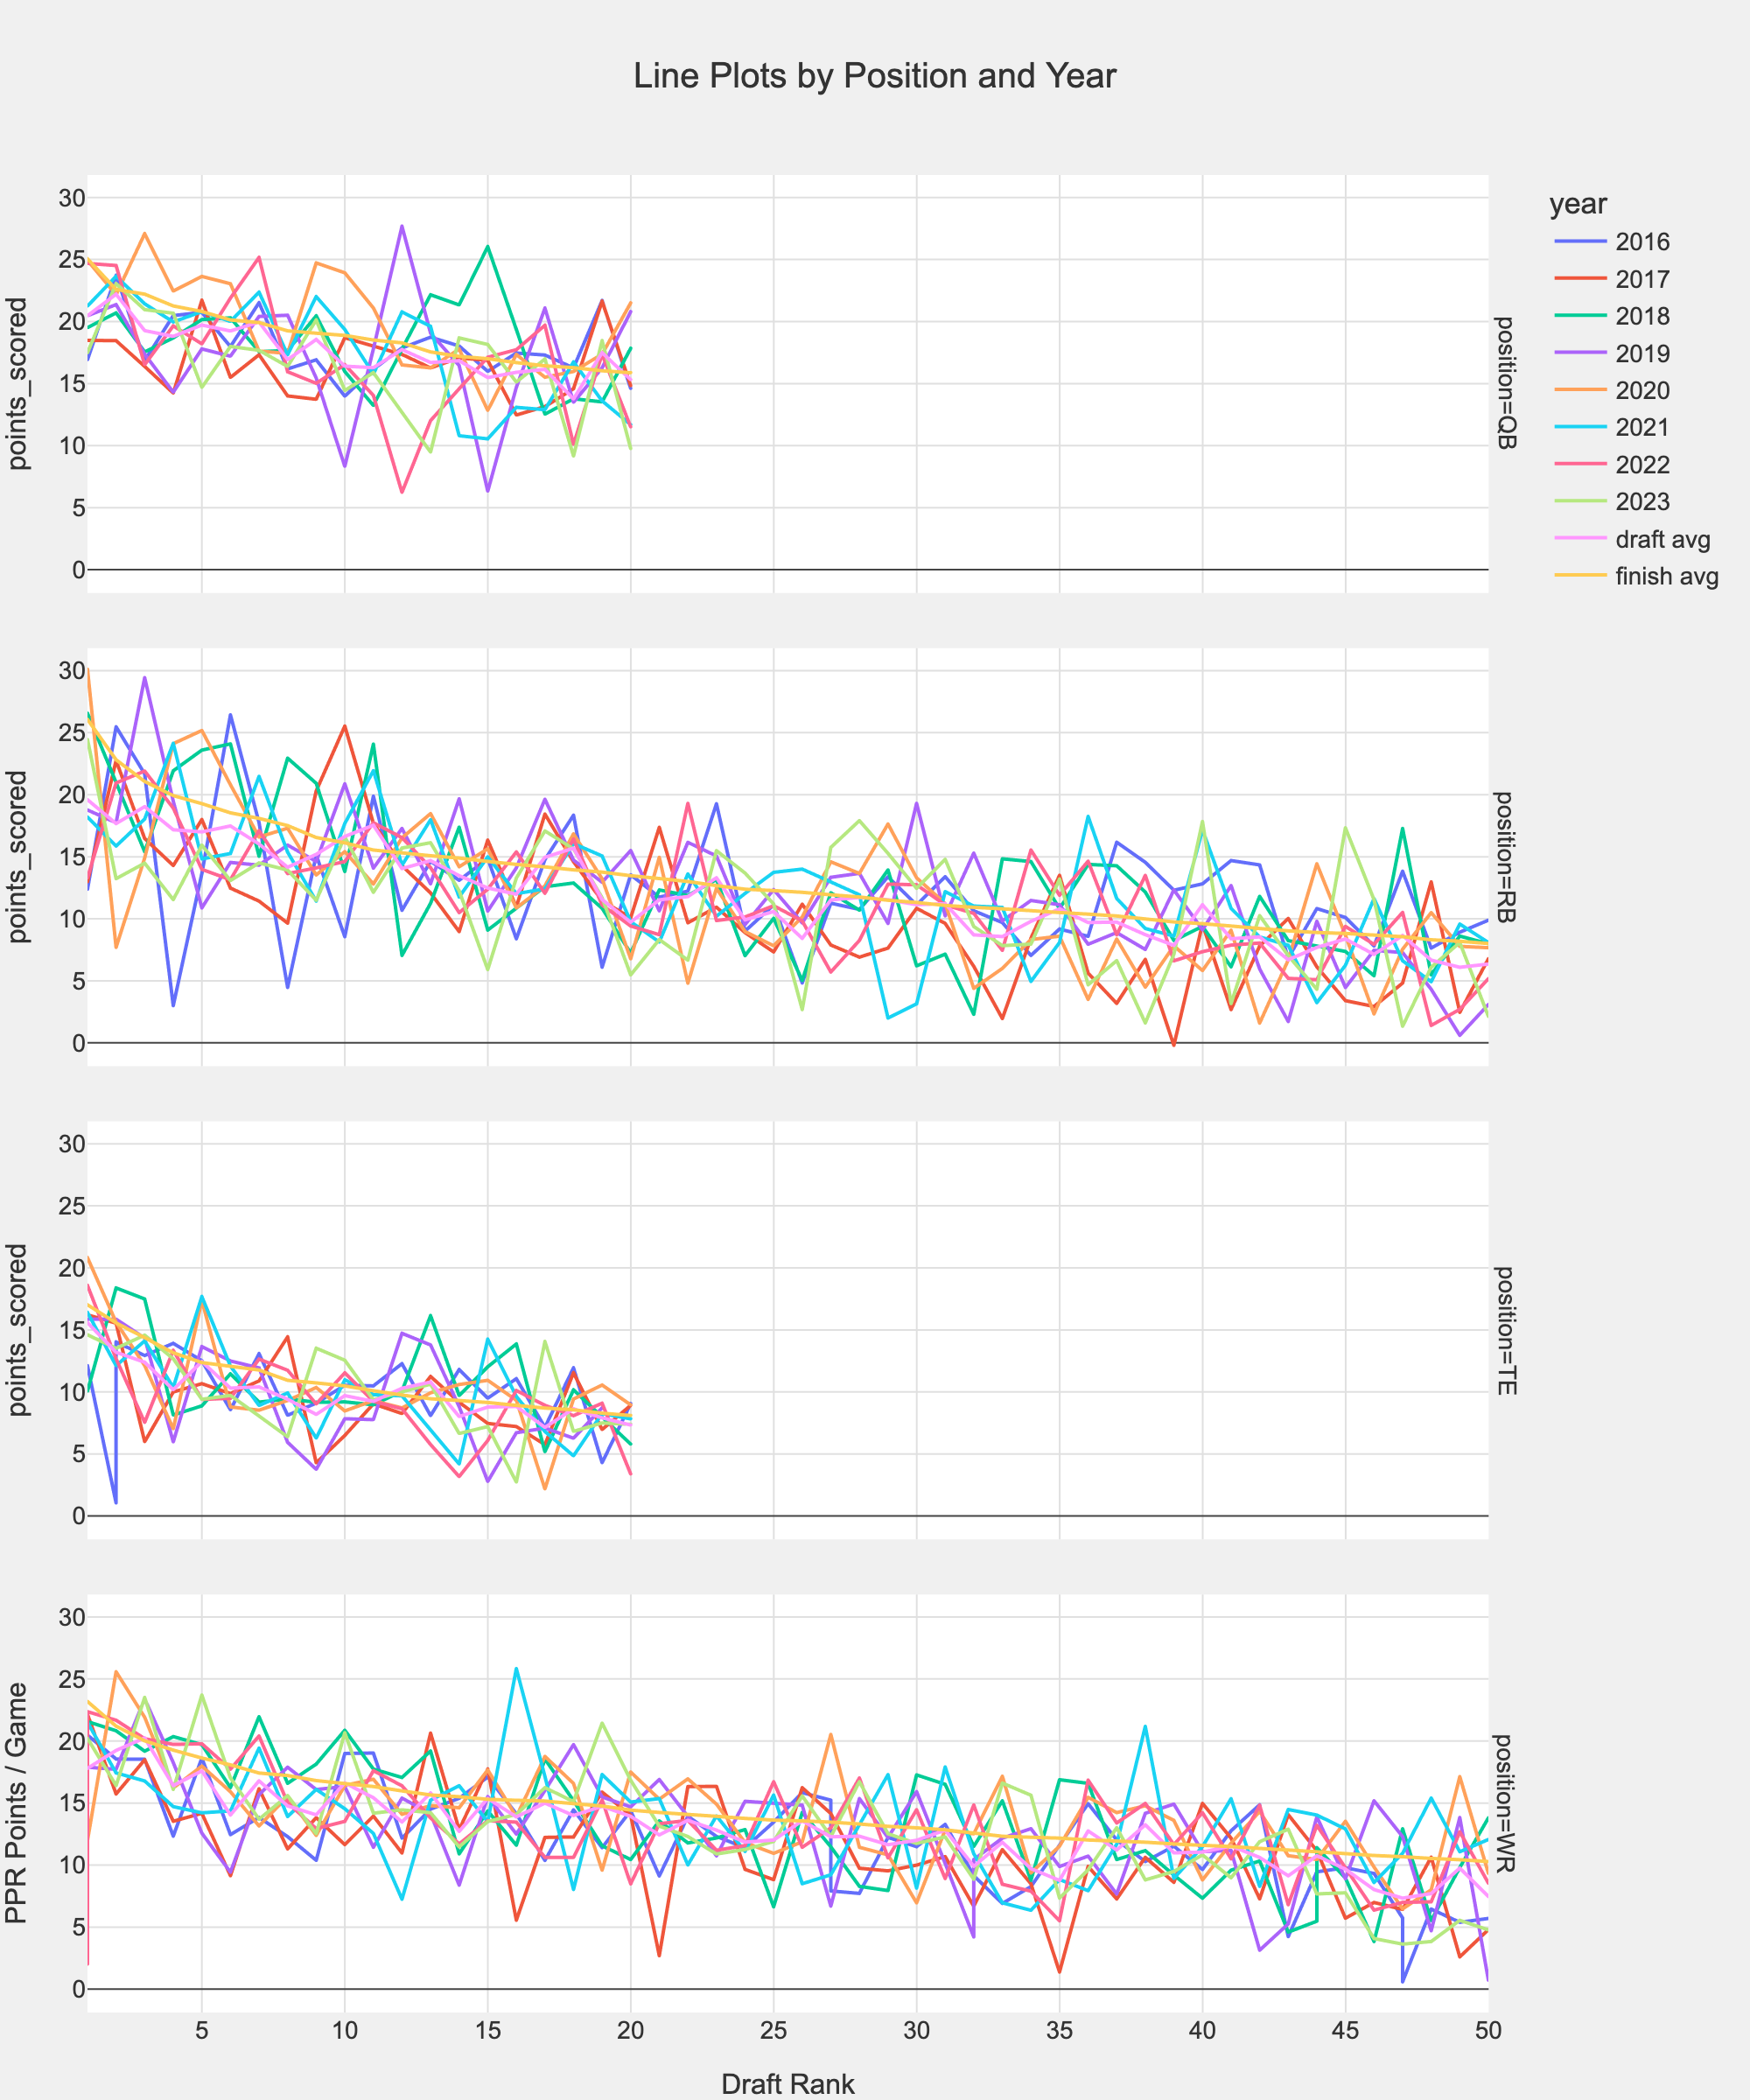 Line Plots by Position and Year
30
25
20
15
10
5
0
points_scored
position=QB
year
2016
2017
2018
2019
2020
2021
2022
2023
draft avg
finish avg
30
25
20
15
10
5
0
points_scored
position=RB
30
25
20
15
10
5
0
points_scored
position=TE
30
25
20
15
10
5
0
PPR Points / Game
position=WR
5 10 15 20 25 30 35 40 45 50
Draft Rank